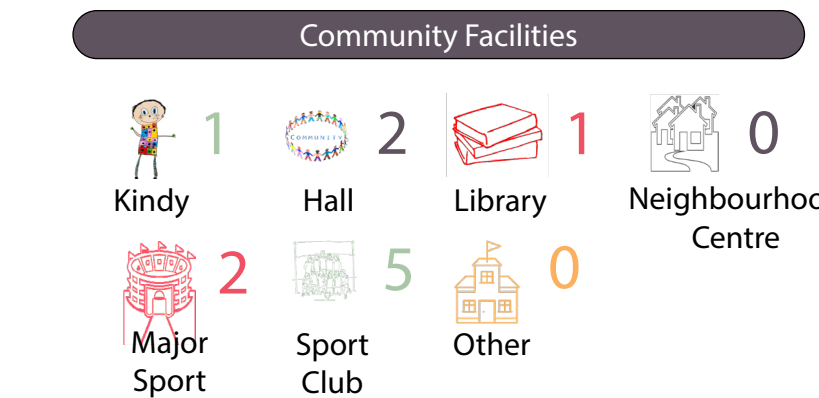 Community Facilities
1
2
1
0
COMMUNITY
Kindy
Hall
Library
Neighbourhoo
Centre
2
5
0
Major
Sport
Sport
Club
Other